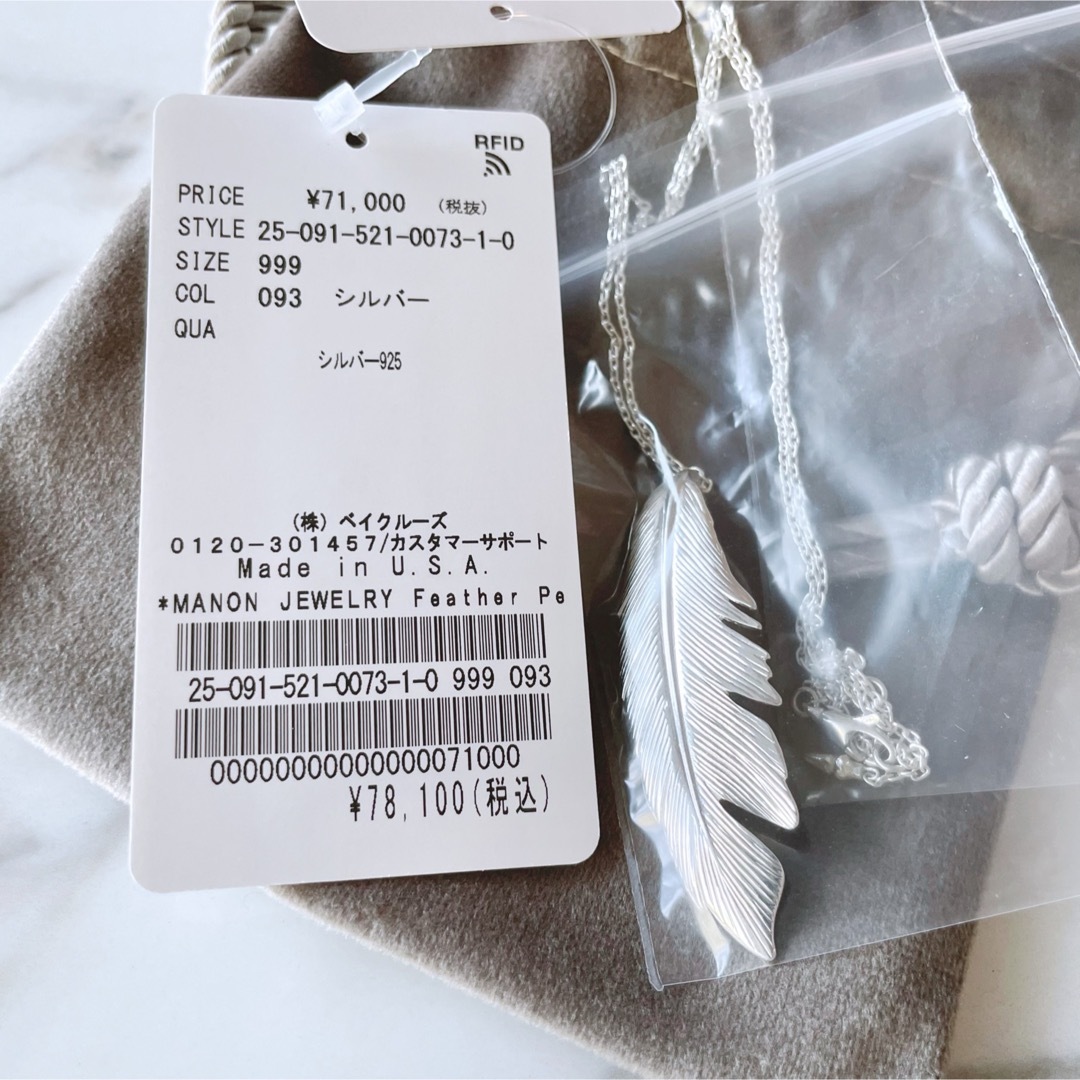 RFID
PRICE ¥71,000 (税抜)
STYLE 25-091-521-0073-1-0
SIZE 999
COL 093 シルバー
QUA
シルバー925
(株) ベイクルーズ
0120-301457/カスタマーサポート
Made in U.S.A.
*MANON JEWELRY Feather Pe
25-091-521-0073-1-0 999 093
00000000000000071000
¥78,100(税込)